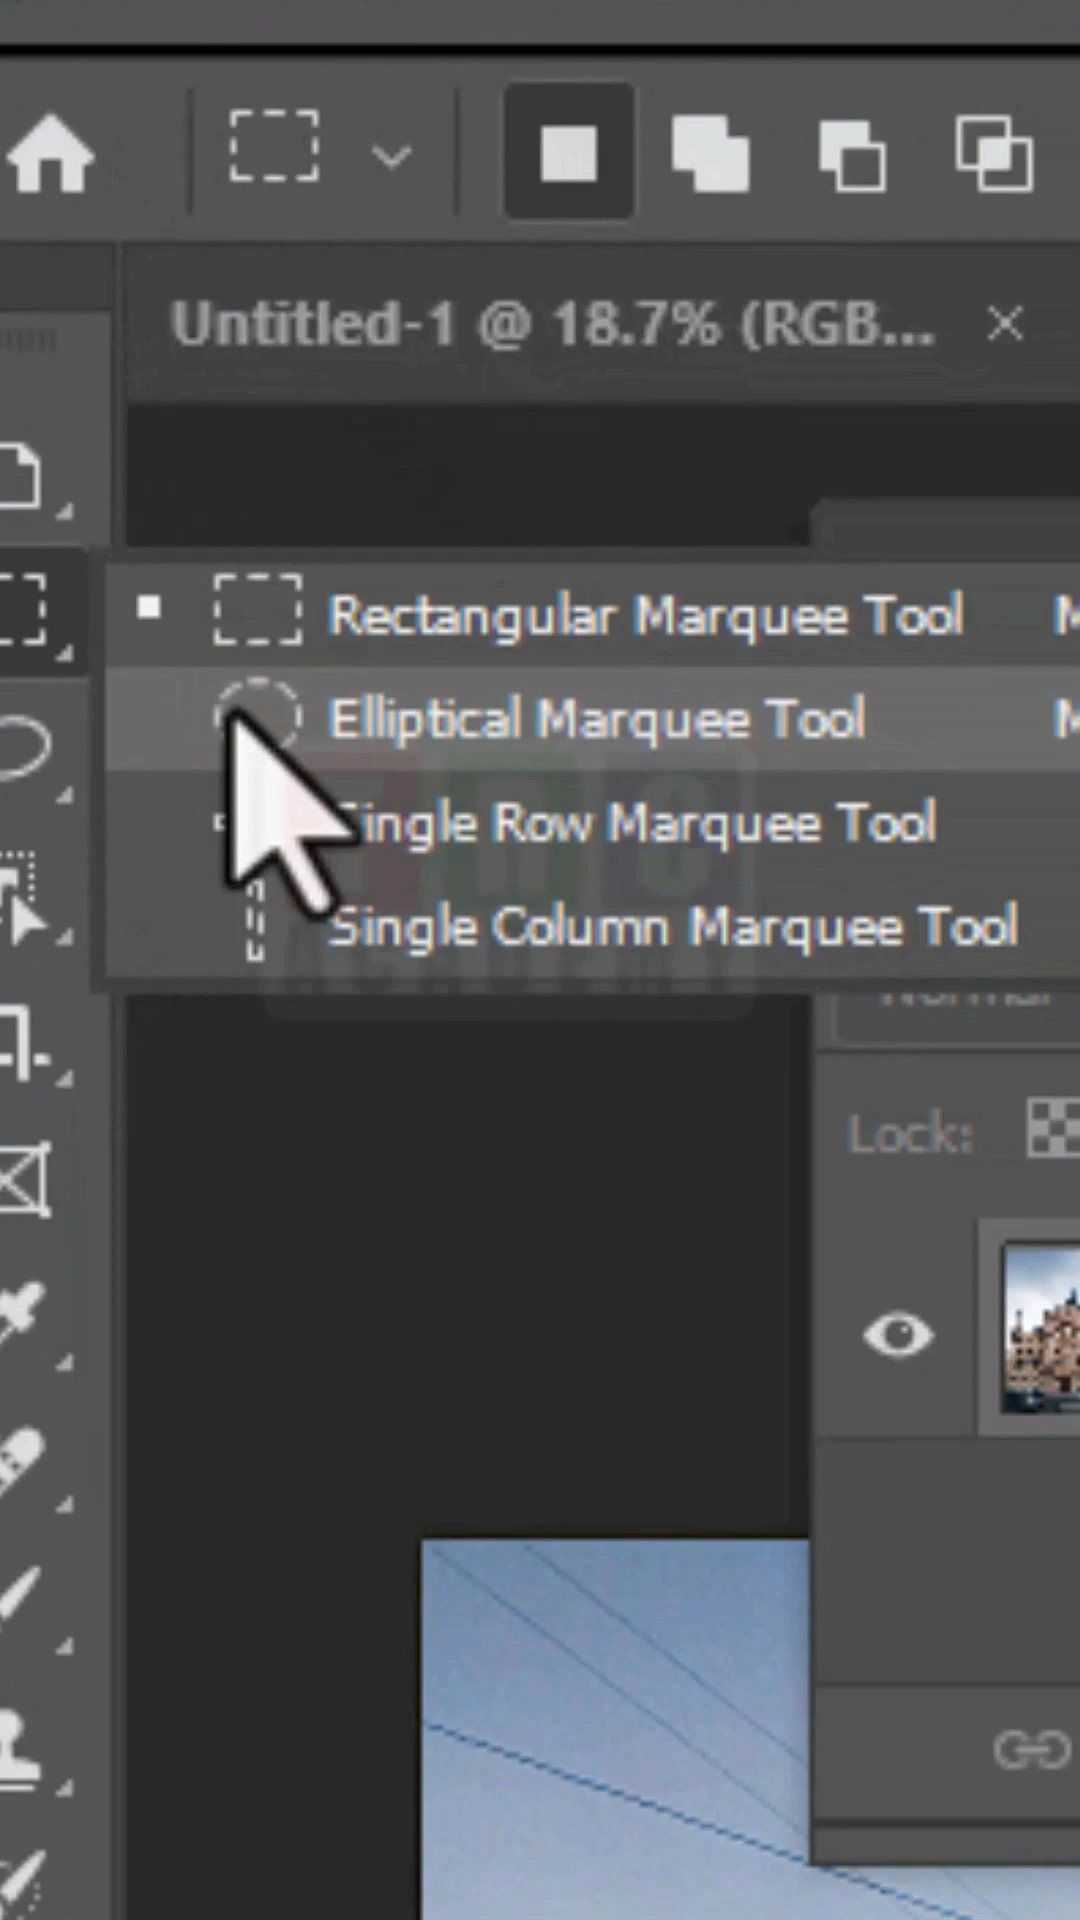 Untitled-1 @ 18.7% (RGB...
Rectangular Marquee Tool M
Elliptical Marquee Tool M
Single Row Marquee Tool
Single Column Marquee Tool
Normal
Lock: